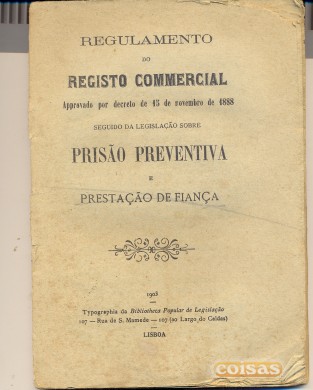 REGULAMENTO
DO
REGISTO COMMERCIAL
Approvado por decreto de 15 de novembro de 1888
SEGUIDO DA LEGISLAÇÃO SOBRE
PRISÃO PREVENTIVA
E
PRESTAÇÃO DE FIANÇA
Typographia da Bibliotheca Popular de Legislação
107 — Rua de S. Mamede — 107 (ao Largo do Caldas)
LISBOA
coisas